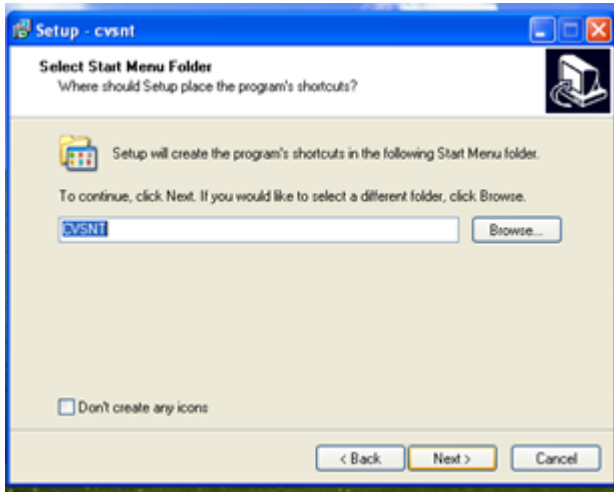 Setup - cvsnt
Select Start Menu Folder
Where should Setup place the program's shortcuts?
Setup will create the program's shortcuts in the following Start Menu folder.
To continue, click Next. If you would like to select a different folder, click Browse.
CVSNT
Browse...
Don't create any icons
< Back
Next >
Cancel